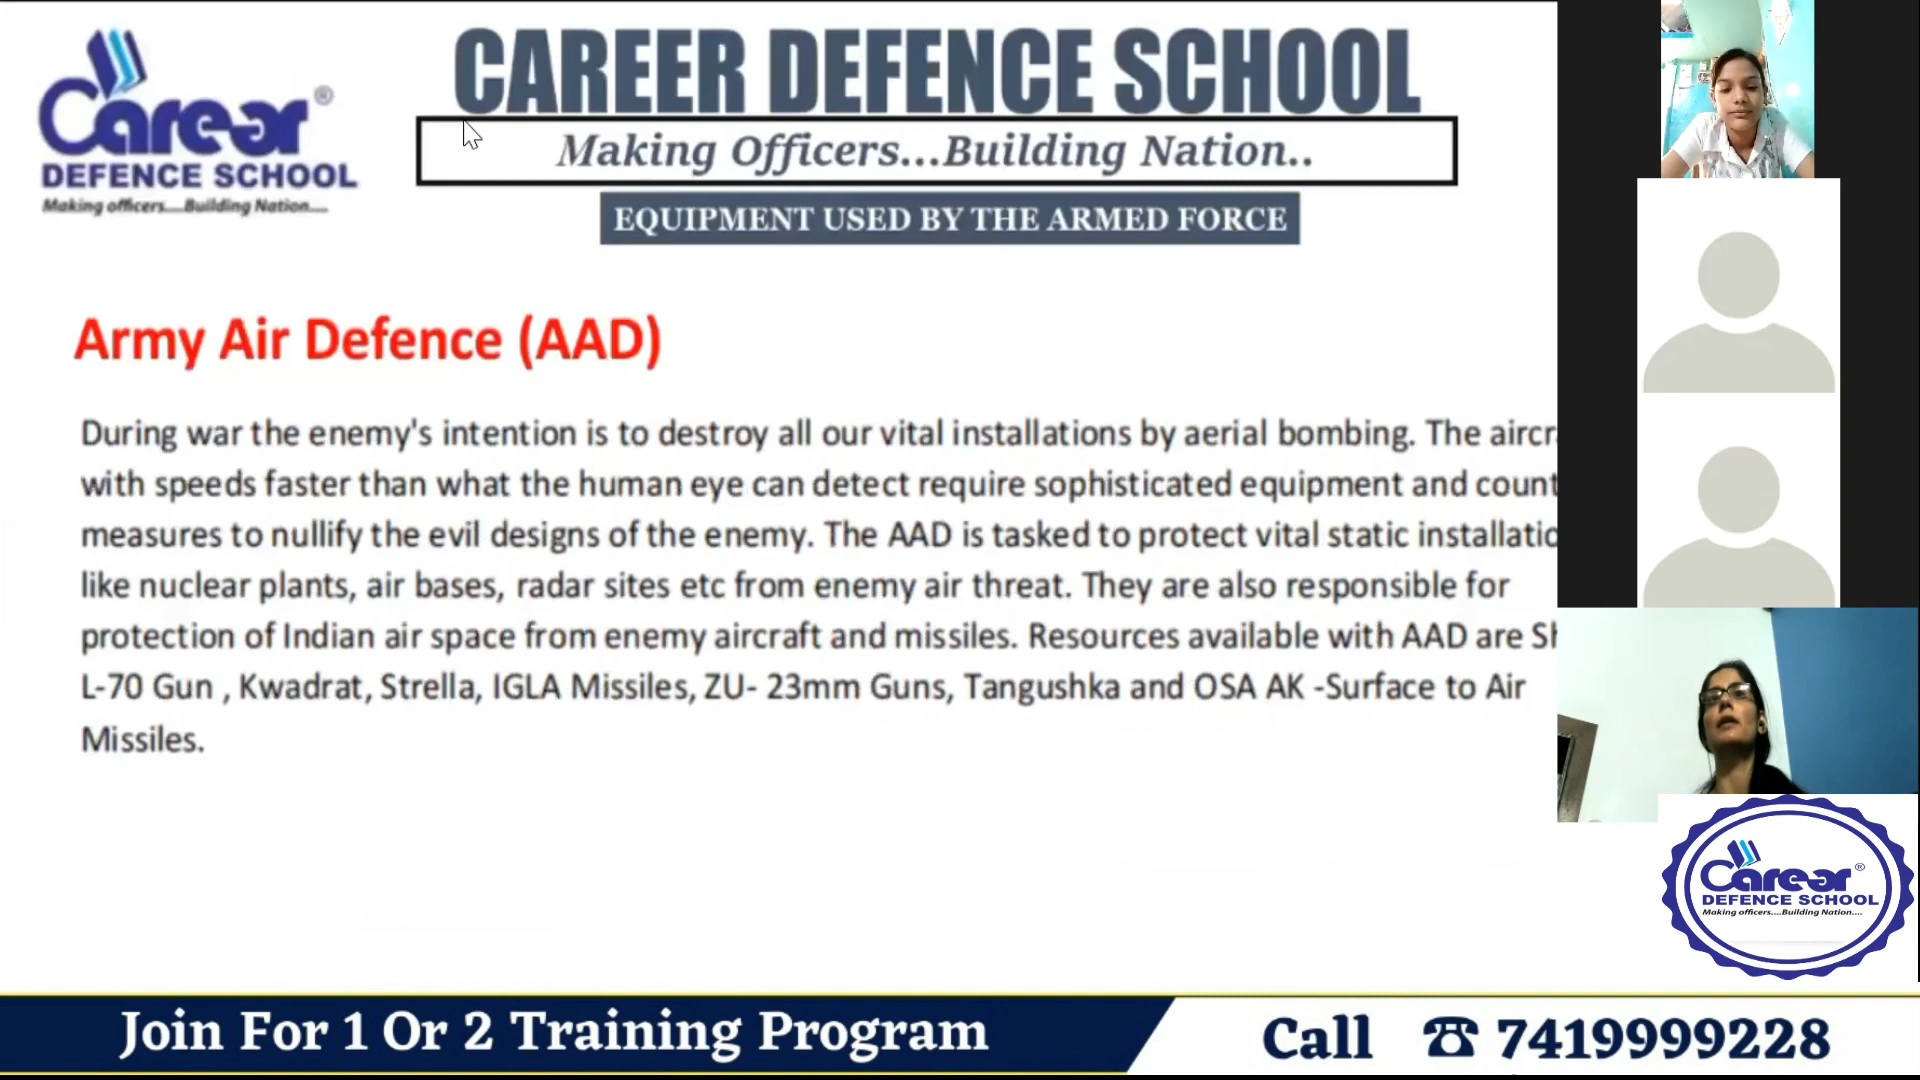 Career®
DEFENCE SCHOOL
Making officers....Building Nation....
CAREER DEFENCE SCHOOL
Making Officers...Building Nation..
EQUIPMENT USED BY THE ARMED FORCE
Army Air Defence (AAD)
During war the enemy's intention is to destroy all our vital installations by aerial bombing. The
with speeds faster than what the human eye can detect require sophisticated equipment and count
measures to nullify the evil designs of the enemy. The AAD is tasked to protect vital static
like nuclear plants, air bases, radar sites etc from enemy air threat. They are also responsible for
protection of Indian air space from enemy aircraft and missiles. Resources available with AAD are
L-70 Gun , Kwadrat, Strella, IGLA Missiles, ZU- 23mm Guns, Tangushka and OSA AK -Surface to Air
Missiles.
Career®
DEFENCE SCHOOL
Making officers....Building Nation....
Join For 1 Or 2 Training Program
Call ☎ 7419999228